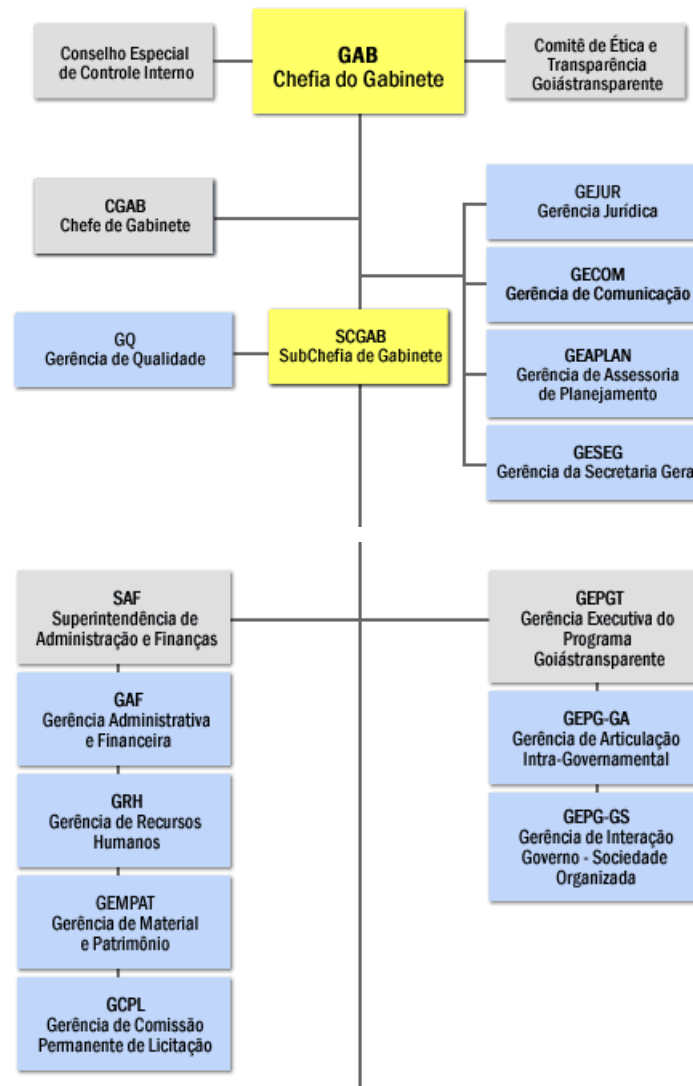 Conselho Especial
de Controle Interno
GAB
Chefia do Gabinete
Comitê de Ética e
Transparência
Goiástransparente
CGAB
Chefe de Gabinete
GEJUR
Gerência Jurídica
GECOM
Gerência de Comunicação
GQ
Gerência de Qualidade
SCGAB
SubChefia de Gabinete
GEAPLAN
Gerência de Assessoria
de Planejamento
GESEG
Gerência da Secretaria Gera
SAF
Superintendência de
Administração e Finanças
GAF
Gerência Administrativa
e Financeira
GRH
Gerência de Recursos
Humanos
GEMPAT
Gerência de Material
e Patrimônio
GCPL
Gerência de Comissão
Permanente de Licitação
GEPGT
Gerência Executiva do
Programa
Goiástransparente
GEPG-GA
Gerência de Articulação
Intra-Governamental
GEPG-GS
Gerência de Interação
Governo - Sociedade
Organizada